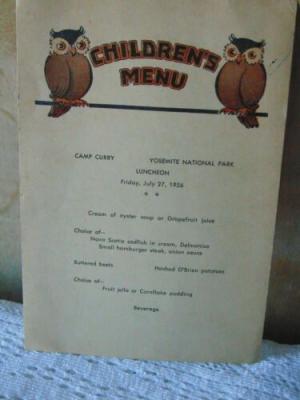 CHILDREN'S
MENU
CAMP CURRY YOSEMITE NATIONAL PARK
LUNCHEON
Friday, July 27, 1956
Cream of oyster soup or Grapefruit juice
Choice of—
Nova Scotia codfish in cream, Delmonico
Small hamburger steak, onion sauce
Buttered beets Hashed O'Brien potatoes
Choice of—
Fruit jello or Cornflake pudding
Beverage